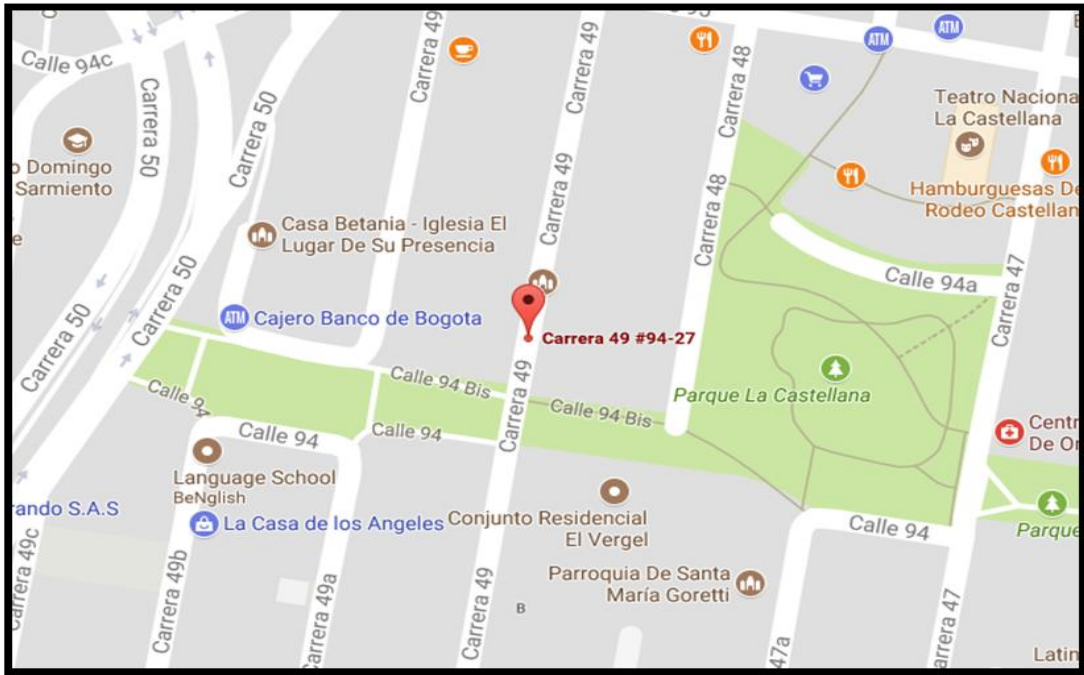 Calle 94c
Carrera 50
Carrera 50
Carrera 49
Carrera 49
Carrera 48
ATM
ATM
Teatro Naciona
La Castellana
o Domingo
Sarmiento
Carrera 49
Carrera 48
Hamburguesas De
Rodeo Castellan
e
Casa Betania - Iglesia El
Lugar De Su Presencia
Carrera 50
Carrera 50
Calle 94a
Carrera 47
ATM
Cajero Banco de Bogota
Carrera 49 #94-27
Carrera 49
Calle 94 Bis
Calle 94 Bis
Parque La Castellana
Calle 94
Calle 94
Calle 94
Centr
De Or
Language School
BeNglish
rando S.A.S
La Casa de los Angeles
Conjunto Residencial
El Vergel
Calle 94
Parque
Carrera 49c
Carrera 49b
Carrera 49a
Carrera 49
B
Parroquia De Santa
María Goretti
47a
arrera 47
Latin